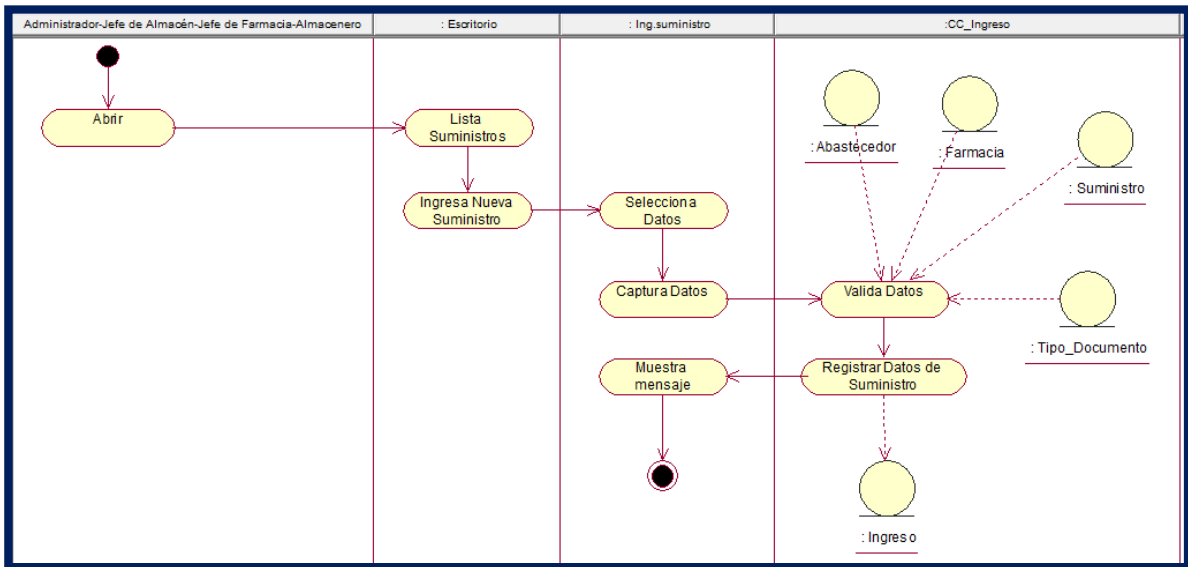 Administrador-Jefe de Almacén-Jefe de Farmacia-Almacenero
: Escritorio
: Ing.suministro
:CC_Ingreso
Abrir
Lista
Suministros
: Abastecedor
: Farmacia
: Suministro
Ingresa Nueva
Suministro
Selecciona
Datos
Captura Datos
Valida Datos
: Tipo_Documento
Muestra
mensaje
Registrar Datos de
Suministro
: Ingreso